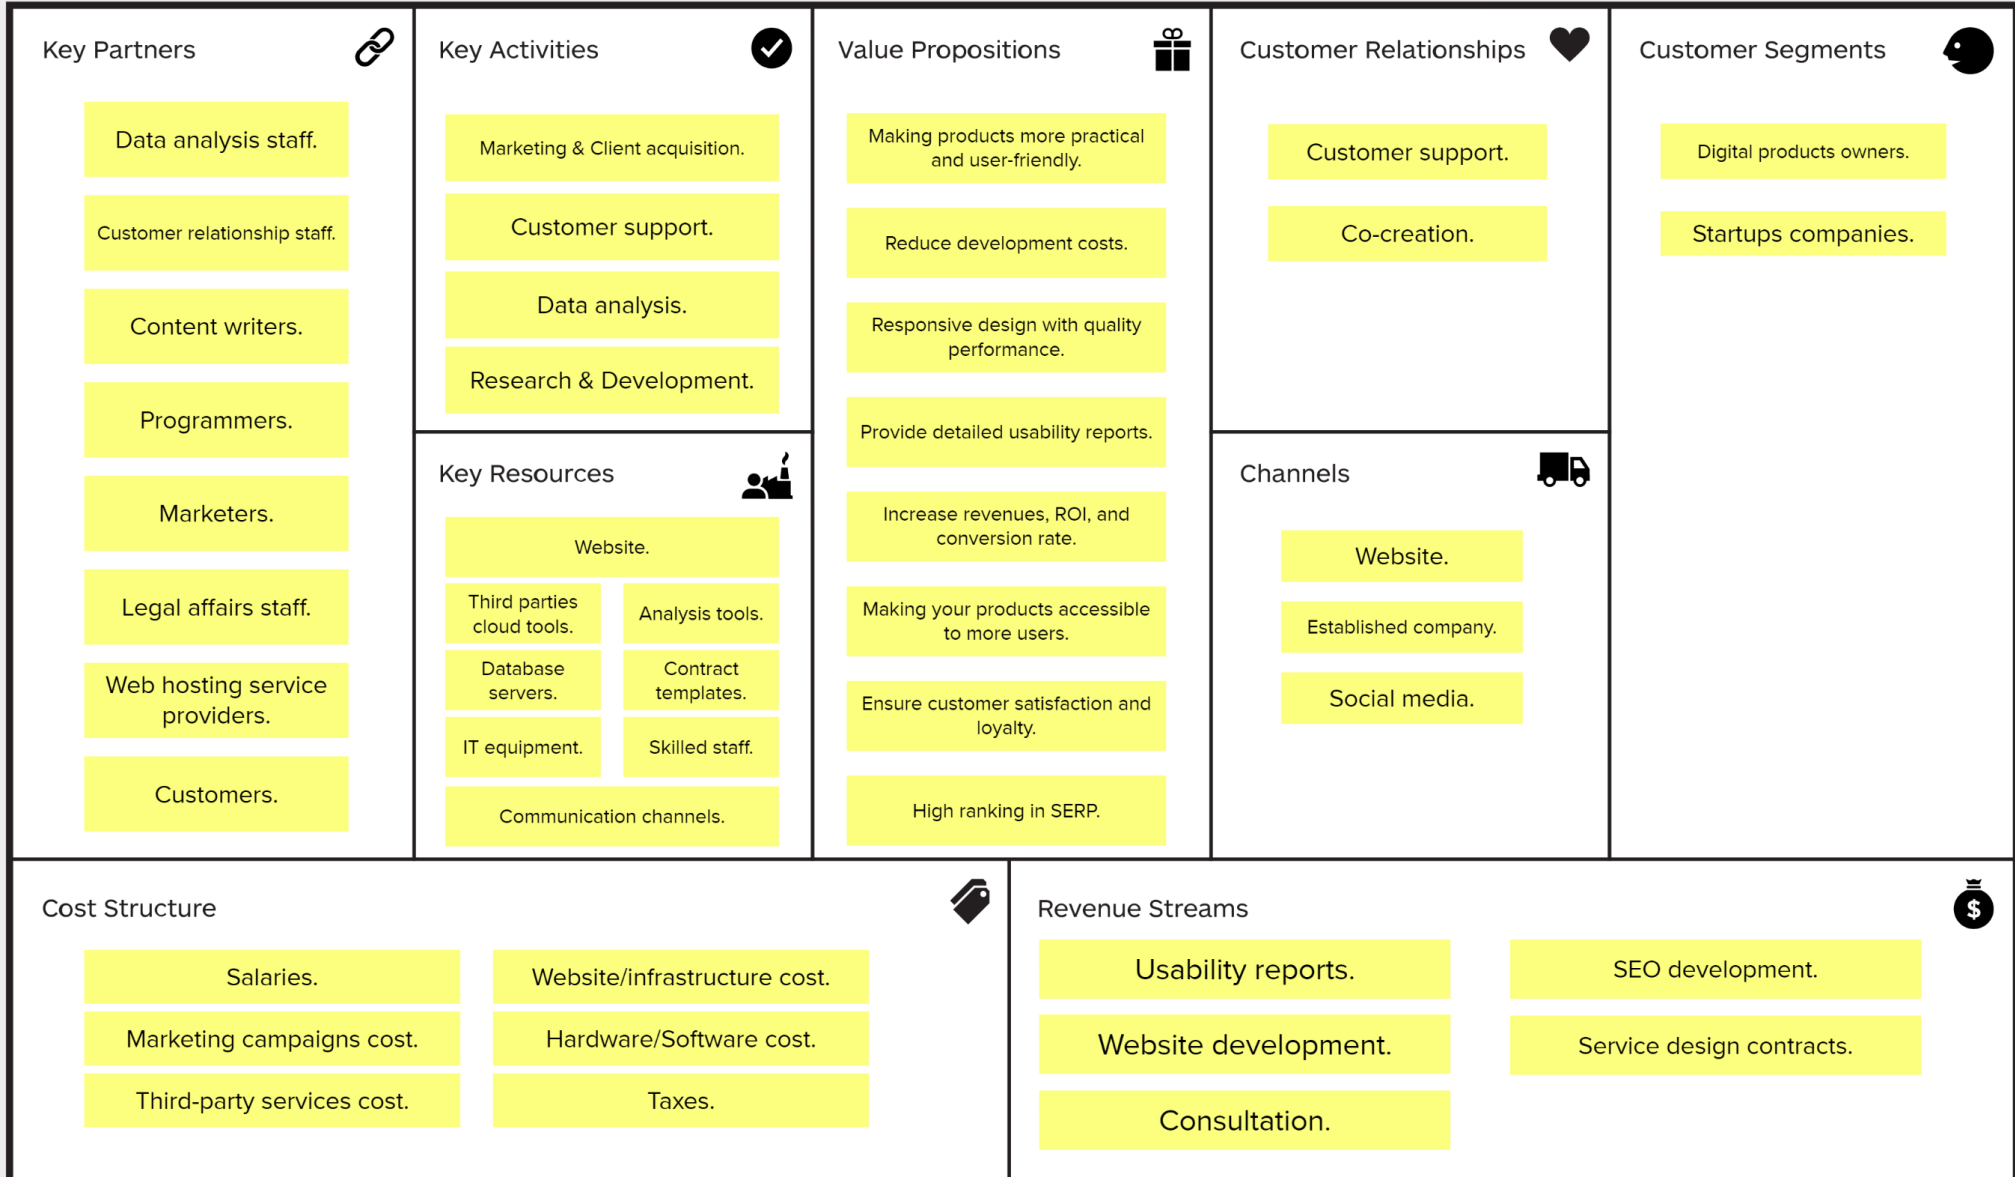 Key Partners
Data analysis staff.
Customer relationship staff.
Content writers.
Programmers.
Marketers.
Legal affairs staff.
Web hosting service
providers.
Customers.
Key Activities
Marketing & Client acquisition.
Customer support.
Data analysis.
Research & Development.
Key Resources
Website.
Third parties
cloud tools.
Analysis tools.
Database
servers.
Contract
templates.
IT equipment.
Skilled staff.
Communication channels.
Value Propositions
Making products more practical
and user-friendly.
Reduce development costs.
Responsive design with quality
performance.
Provide detailed usability reports.
Increase revenues, ROI, and
conversion rate.
Making your products accessible
to more users.
Ensure customer satisfaction and
loyalty.
High ranking in SERP.
Customer Relationships
Customer support.
Co-creation.
Channels
Website.
Established company.
Social media.
Customer Segments
Digital products owners.
Startups companies.
Cost Structure
Salaries.
Website/infrastructure cost.
Marketing campaigns cost.
Hardware/Software cost.
Third-party services cost.
Taxes.
Revenue Streams
$
Usability reports.
SEO development.
Website development.
Service design contracts.
Consultation.